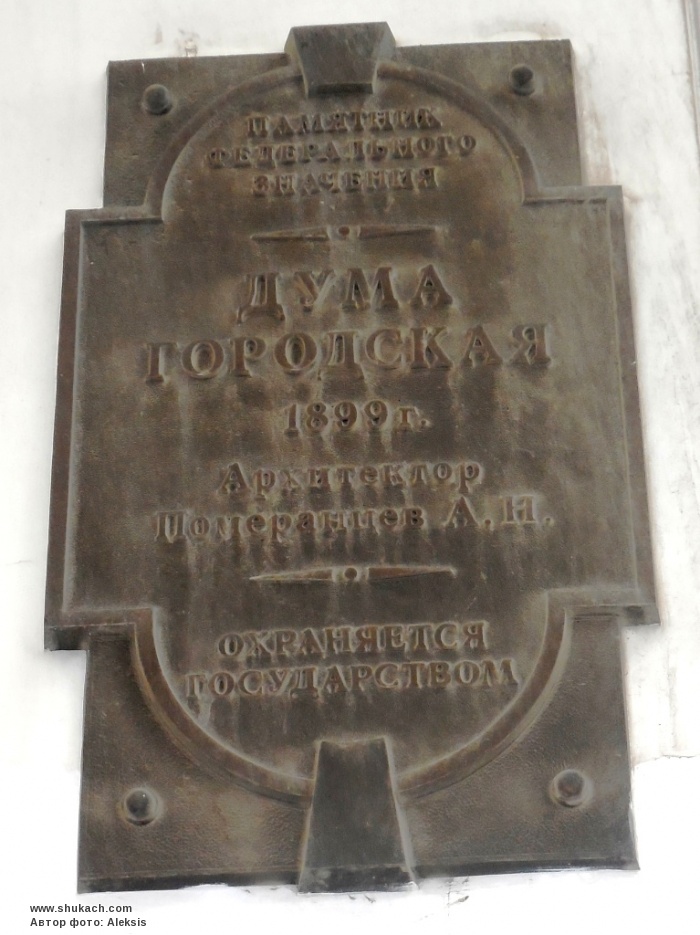 ПАМЯТНИК
ФЕДЕРАЛЬНОГО
ЗНАЧЕНИЯ
ДУМА
ГОРОДСКАЯ
1899 г.
Архитектор
Померанцев А.Н.
ОХРАНЯЕТСЯ
ГОСУДАРСТВОМ
www.shukach.com
Автор фото: Aleksis